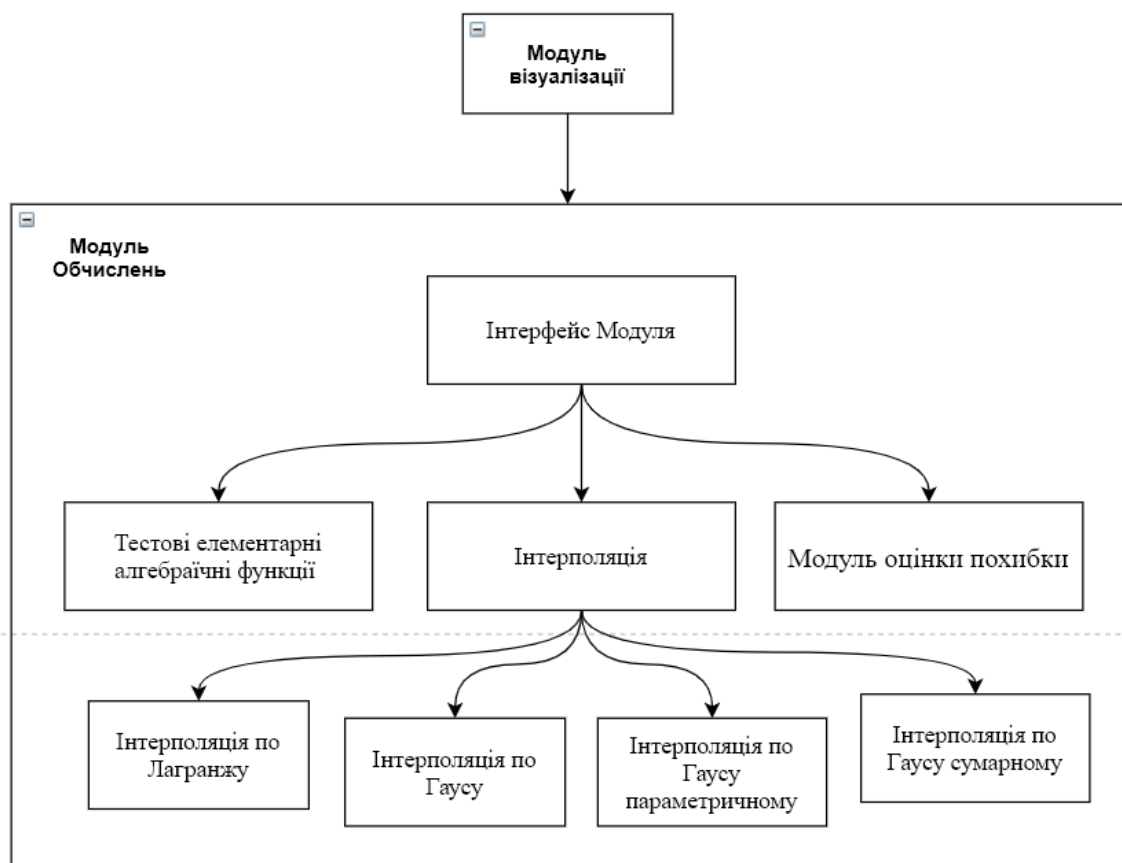 Модуль
візуалізації
Модуль
Обчислень
Інтерфейс Модуля
Тестові елементарні
алгебраїчні функції
Інтерполяція
Модуль оцінки похибки
Інтерполяція по
Лагранжу
Інтерполяція по
Гаусу
Інтерполяція по
Гаусу
параметричному
Інтерполяція по
Гаусу сумарному